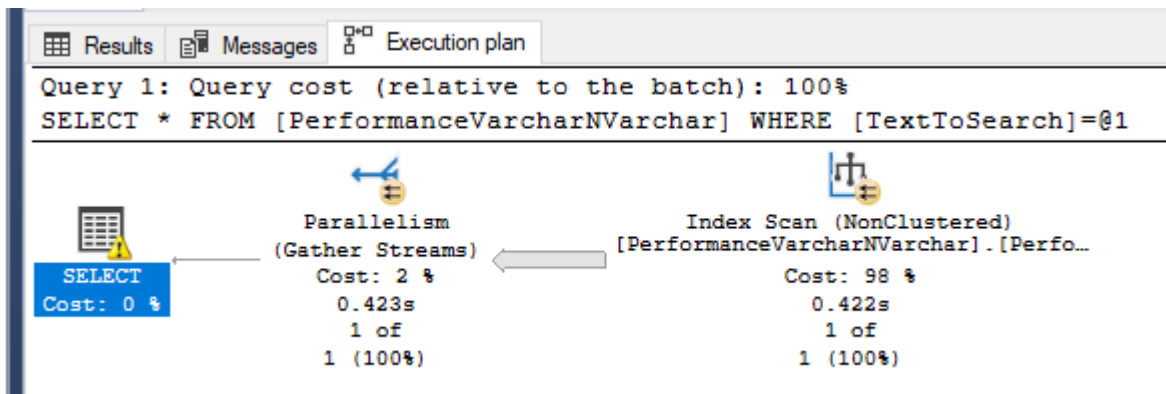 Results Messages Execution plan
Query 1: Query cost (relative to the batch): 100%
SELECT * FROM [PerformanceVarcharNVarchar] WHERE [TextToSearch]=@1
SELECT
Cost: 0 %
Parallelism
(Gather Streams)
Cost: 2 %
0.423s
1 of
1 (100%)
Index Scan (NonClustered)
[PerformanceVarcharNVarchar].[Perfo…
Cost: 98 %
0.422s
1 of
1 (100%)